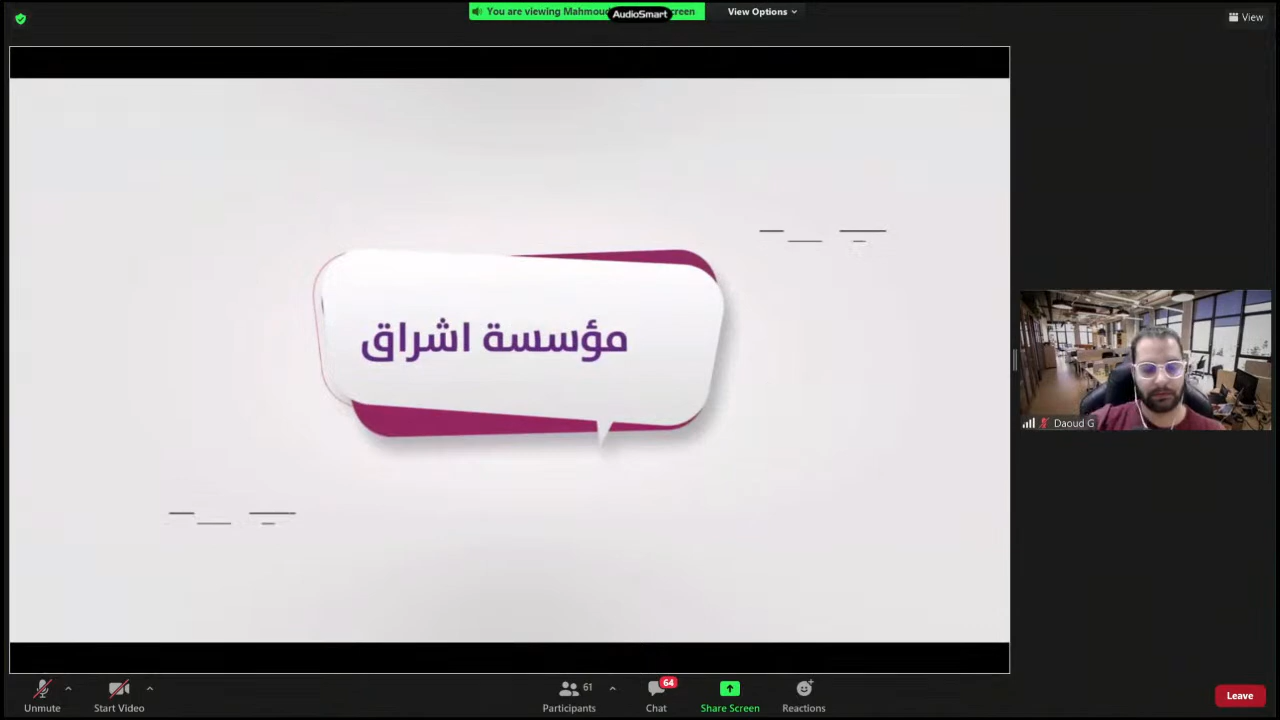 You are viewing Mahmoud
AudioSmart
screen
View Options
View
مؤسسة اشراق
Daoud G
Unmute
Start Video
61
Participants
64
Chat
Share Screen
Reactions
Leave